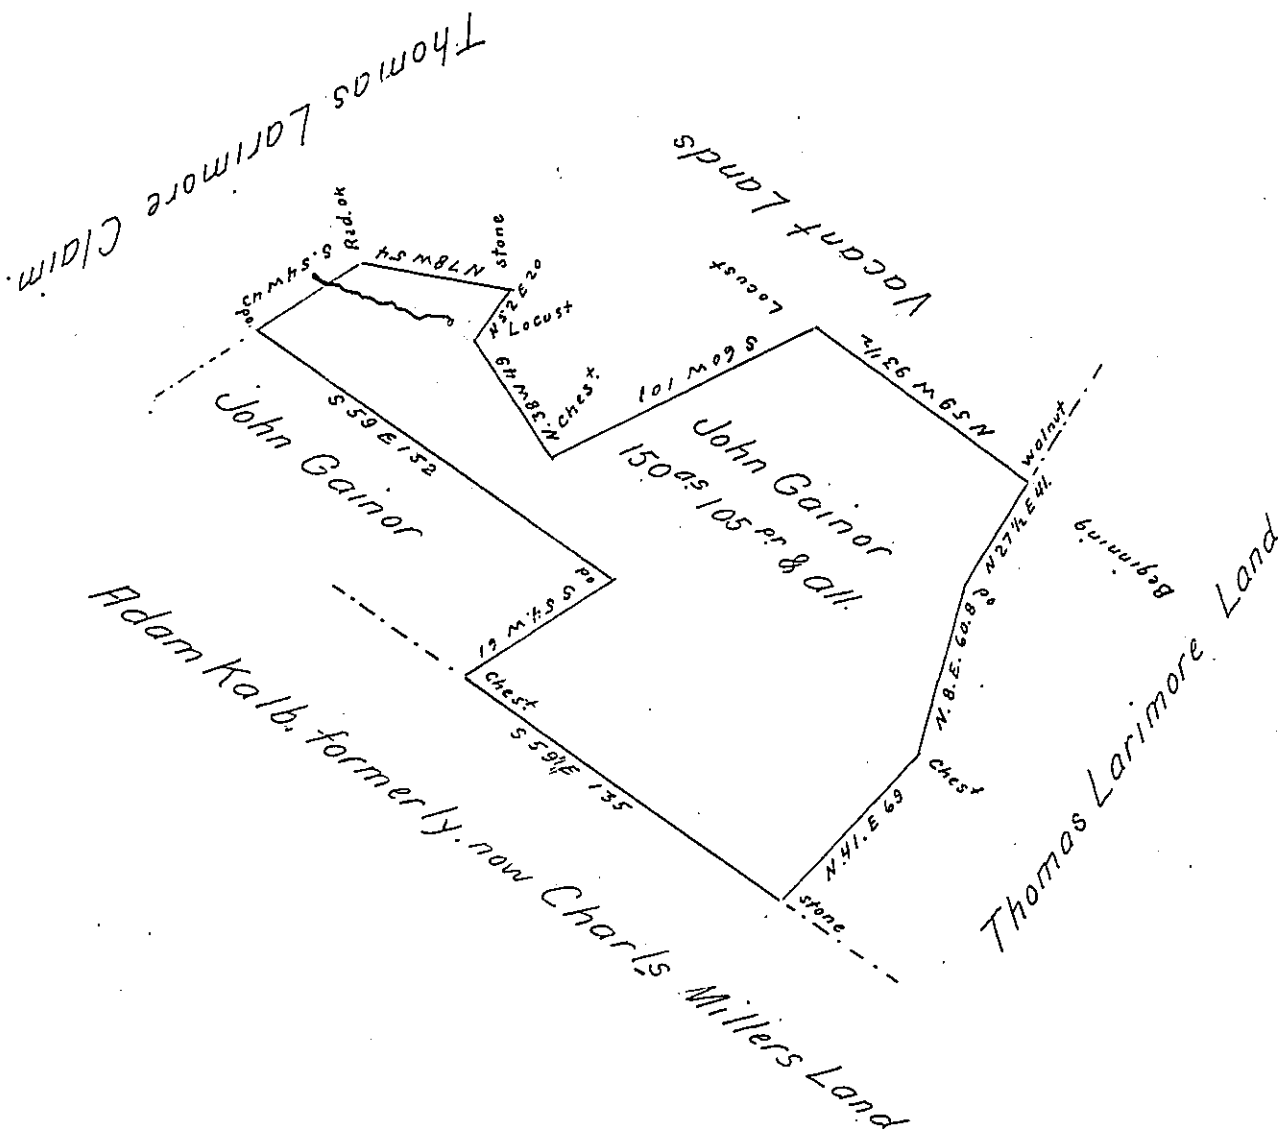 Thomas Larimore Claim.
Vacant Lands
Red. ok
S. 54 W 43
N 78 W 54
stone
N 52 E 20
Locust
N. 38 W 49
chest.
S 60 W 101
Locust
N 59 W 93 1/2
walnut
Beginning
N 27 1/2 E 41.
po
N. 8. E. 60.8
chest
N. 41. E 69
stone
S 59 1/4 E 135
chest
S 54. W 61
po
S 59 E 152
po.
John Gainor
John Gainor
150 as 105 pr & all.
Thomas Larimore Land
Adam Kalb. formerly. now Charls Millers Land